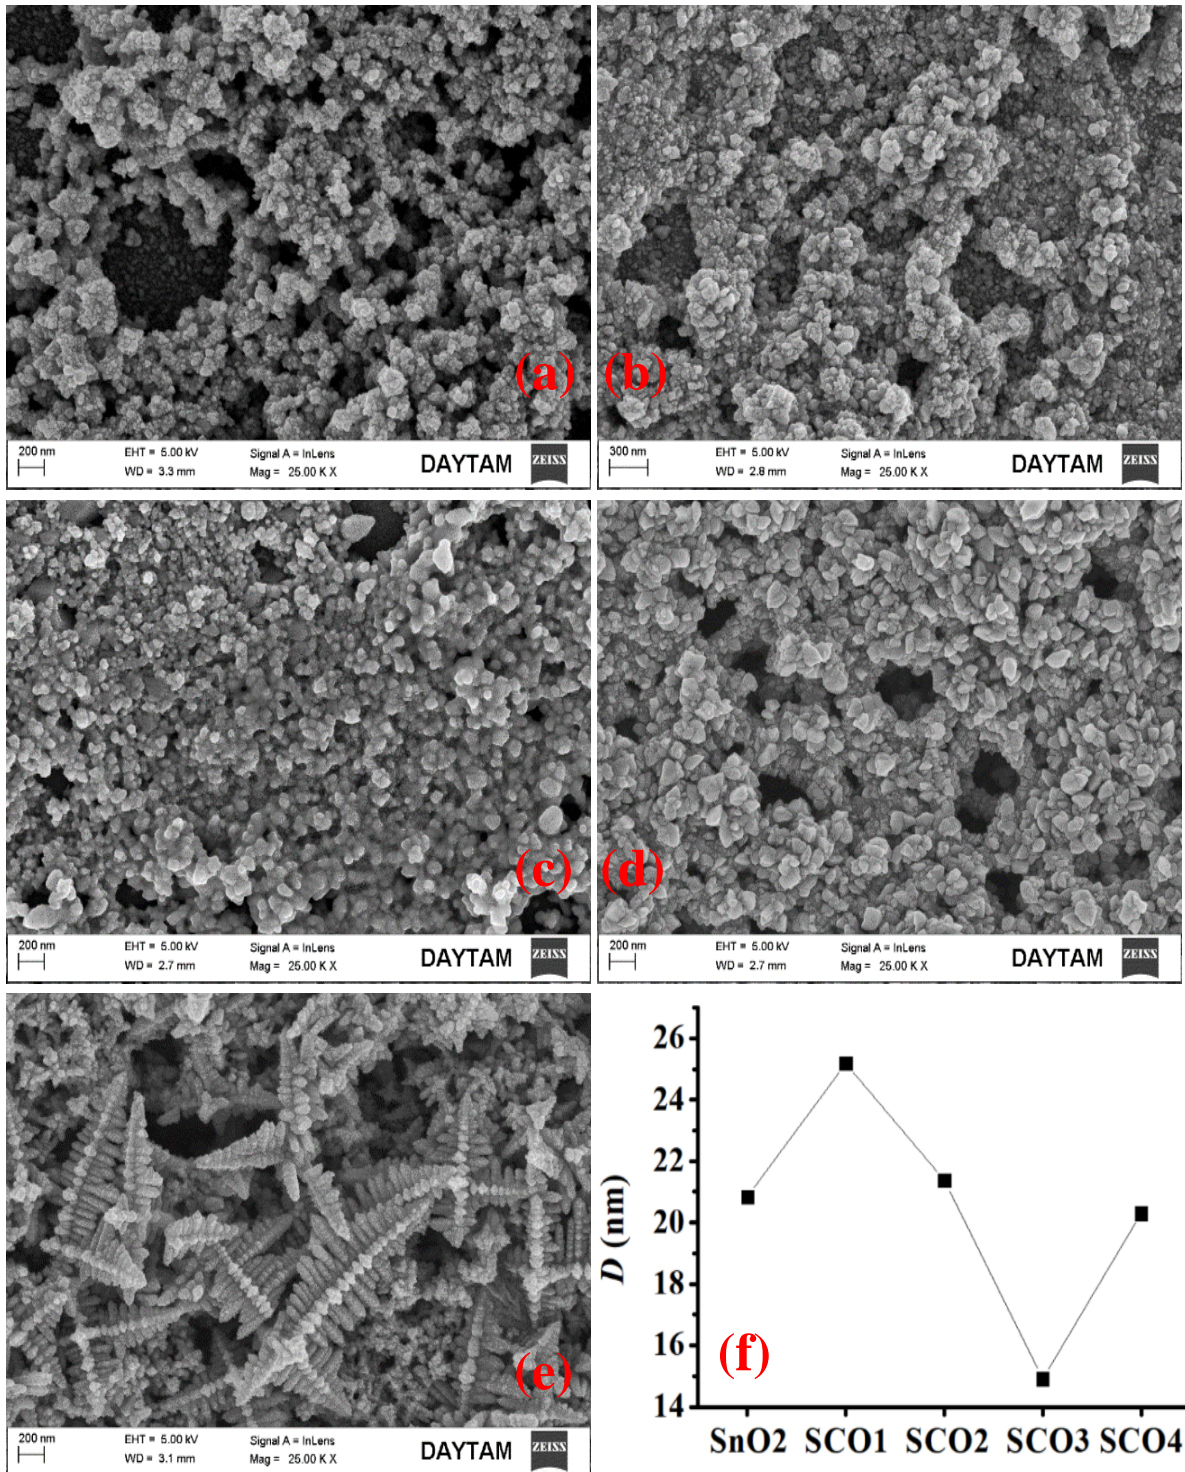 (a)
200 nm
EHT = 5.00 kV
Signal A = InLens
WD = 3.3 mm
Mag = 25.00 K X
DAYTAM
ZEISS
(b)
300 nm
EHT = 5.00 kV
Signal A = InLens
WD = 2.8 mm
Mag = 25.00 K X
DAYTAM
ZEISS
(c)
200 nm
EHT = 5.00 kV
Signal A = InLens
WD = 2.7 mm
Mag = 25.00 K X
DAYTAM
ZEISS
(d)
200 nm
EHT = 5.00 kV
Signal A = InLens
WD = 2.7 mm
Mag = 25.00 K X
DAYTAM
ZEISS
(e)
200 nm
EHT = 5.00 kV
Signal A = InLens
WD = 3.1 mm
Mag = 25.00 K X
DAYTAM
ZEISS
D (nm)
26
24
22
20
18
16
14
(f)
SnO2 SCO1 SCO2 SCO3 SCO4